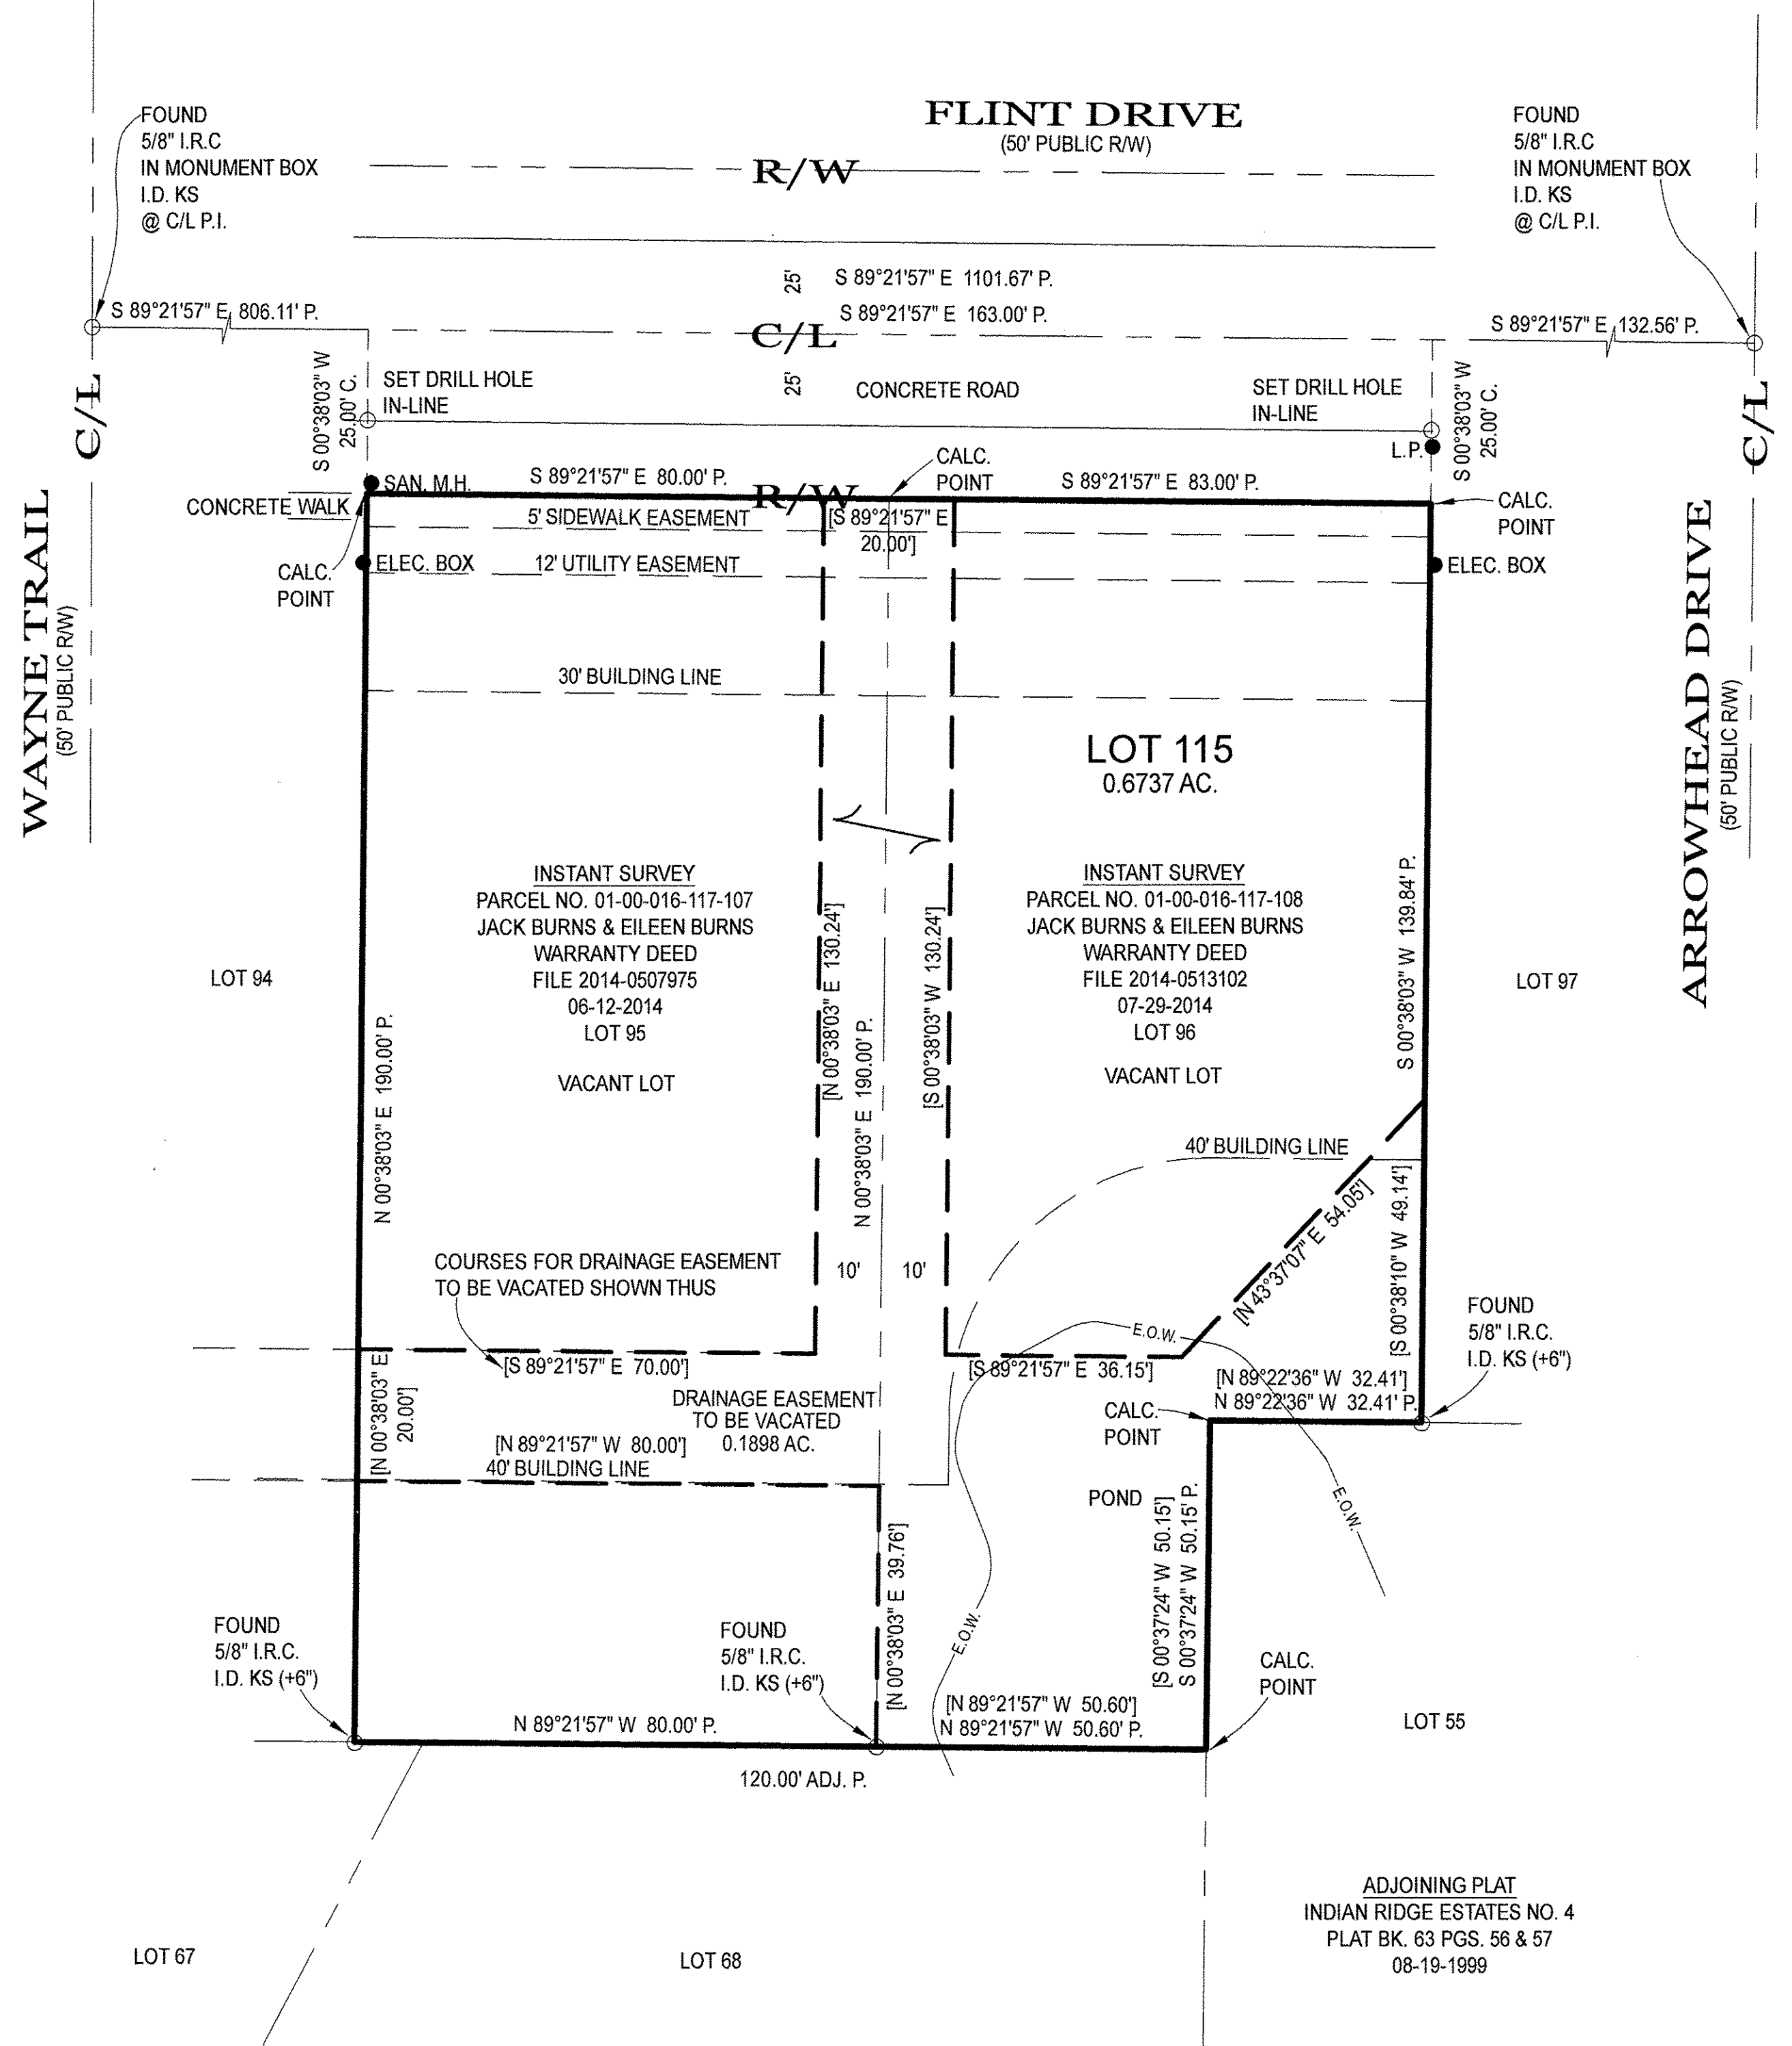 FOUND
5/8" I.R.C
IN MONUMENT BOX
I.D. KS
@ C/L P.I.
FLINT DRIVE
(50' PUBLIC R/W)
R/W
FOUND
5/8" I.R.C
IN MONUMENT BOX
I.D. KS
@ C/L P.I.
25'
S 89°21'57" E 1101.67' P.
S 89°21'57" E 806.11' P.
S 89°21'57" E 163.00' P.
C/L
S 89°21'57" E 132.56' P.
C/L
C/L
S 00°38'03" W
25.00' C.
SET DRILL HOLE
IN-LINE
25'
CONCRETE ROAD
SET DRILL HOLE
IN-LINE
S 00°38'03" W
25.00' C.
L.P.
CALC.
POINT
SAN. M.H.
S 89°21'57" E 80.00' P.
R/W
S 89°21'57" E 83.00' P.
CONCRETE WALK
CALC.
POINT
5' SIDEWALK EASEMENT
[S 89°21'57" E
20.00']
ELEC. BOX
12' UTILITY EASEMENT
ELEC. BOX
CALC.
POINT
WAYNE TRAIL
(50' PUBLIC R/W)
ARROWHEAD DRIVE
(50' PUBLIC R/W)
30' BUILDING LINE
LOT 115
0.6737 AC.
INSTANT SURVEY
PARCEL NO. 01-00-016-117-107
JACK BURNS & EILEEN BURNS
WARRANTY DEED
FILE 2014-0507975
06-12-2014
LOT 95
VACANT LOT
INSTANT SURVEY
PARCEL NO. 01-00-016-117-108
JACK BURNS & EILEEN BURNS
WARRANTY DEED
FILE 2014-0513102
07-29-2014
LOT 96
VACANT LOT
LOT 94
LOT 97
N 00°38'03" E 190.00' P.
[N 00°38'03" E 130.24']
N 00°38'03" E 190.00' P.
[S 00°38'03" W 130.24']
S 00°38'03" W 139.84' P.
40' BUILDING LINE
[N 43°37'07" E 54.05']
[S 00°38'10" W 49.14']
COURSES FOR DRAINAGE EASEMENT
TO BE VACATED SHOWN THUS
10'
10'
FOUND
5/8" I.R.C.
I.D. KS (+6")
E.O.W.
[S 89°21'57" E 70.00']
[S 89°21'57" E 36.15']
[N 00°38'03" E
20.00']
[N 89°22'36" W 32.41']
N 89°22'36" W 32.41' P.
DRAINAGE EASEMENT
TO BE VACATED
0.1898 AC.
CALC.
POINT
[N 89°21'57" W 80.00']
40' BUILDING LINE
POND
E.O.W.
[N 00°38'03" E 39.76']
[S 00°37'24" W 50.15']
S 00°37'24" W 50.15' P.
E.O.W.
FOUND
5/8" I.R.C.
I.D. KS (+6")
FOUND
5/8" I.R.C.
I.D. KS (+6")
CALC.
POINT
[N 89°21'57" W 50.60']
N 89°21'57" W 50.60' P.
N 89°21'57" W 80.00' P.
LOT 55
120.00' ADJ. P.
ADJOINING PLAT
INDIAN RIDGE ESTATES NO. 4
PLAT BK. 63 PGS. 56 & 57
08-19-1999
LOT 67
LOT 68